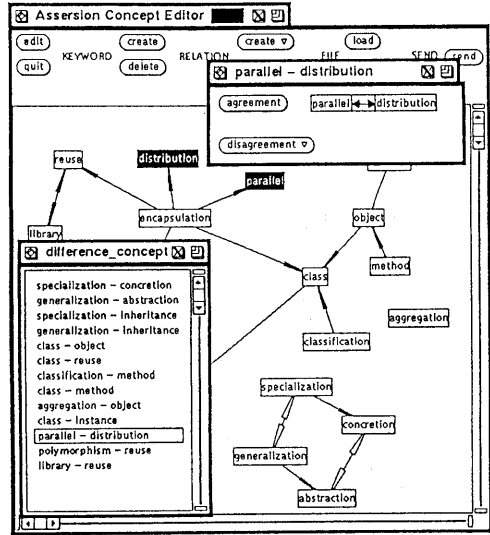 Assersion Concept Editor
edit
quit
KEYWORD
create
delete
RELATION
create ▽
FILE
load
SEND
send
parallel - distribution
agreement
parallel
distribution
disagreement ▽
reuse
distribution
parallel
encapsulation
library
object
method
class
classification
aggregation
difference_concept
specialization - concretion
generalization - abstraction
specialization - inheritance
generalization - inheritance
class - object
class - reuse
classification - method
class - method
aggregation - object
class - instance
parallel - distribution
polymorphism - reuse
library - reuse
specialization
concretion
generalization
abstraction